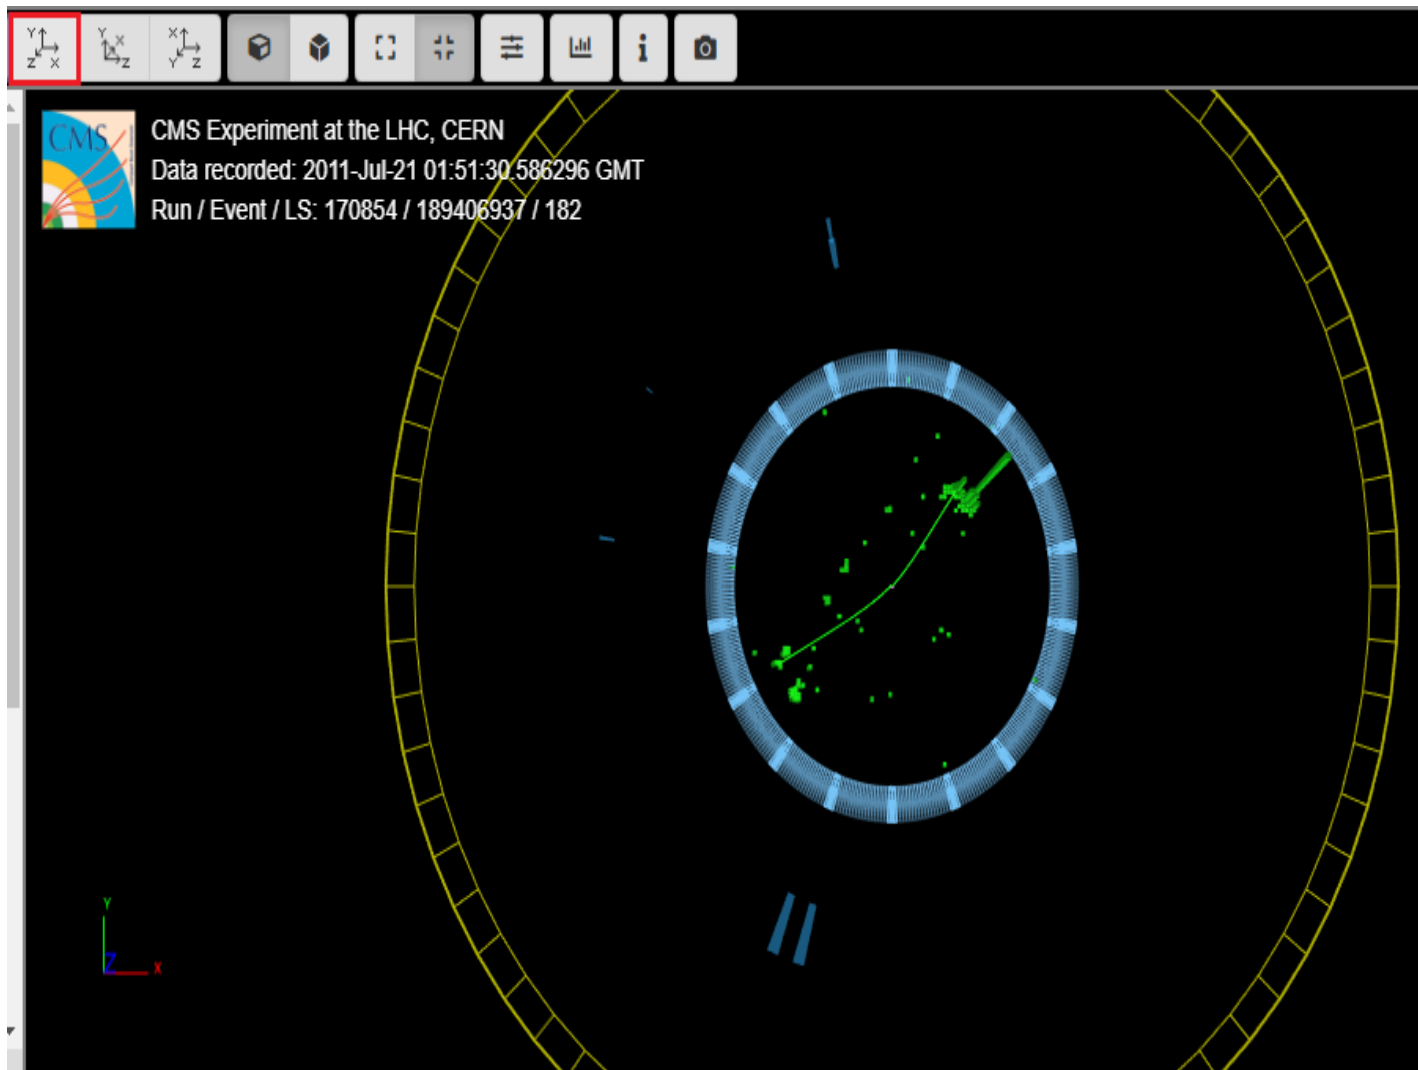 Y Z X
Y X Z
X Y Z
i
CMS
CMS Experiment at the LHC, CERN
Data recorded: 2011-Jul-21 01:51:30.586296 GMT
Run / Event / LS: 170854 / 189406937 / 182
Y
Z X